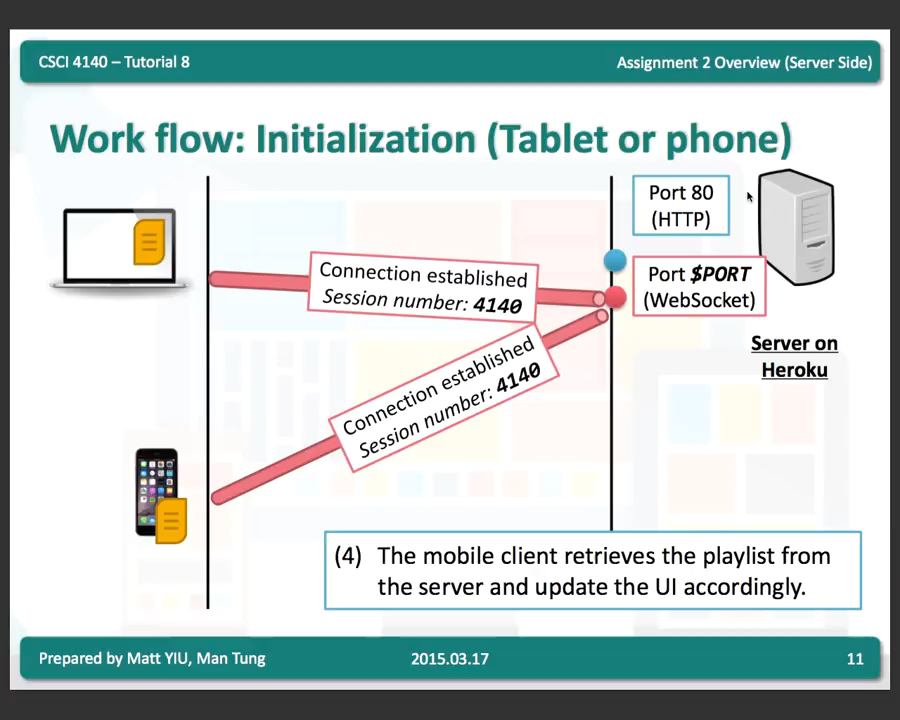 CSCI 4140 – Tutorial 8
Assignment 2 Overview (Server Side)
Work flow: Initialization (Tablet or phone)
Port 80
(HTTP)
Connection established
Session number: 4140
Port $PORT
(WebSocket)
Server on
Heroku
Connection established
Session number: 4140
(4) The mobile client retrieves the playlist from
the server and update the UI accordingly.
Prepared by Matt YIU, Man Tung
2015.03.17
11